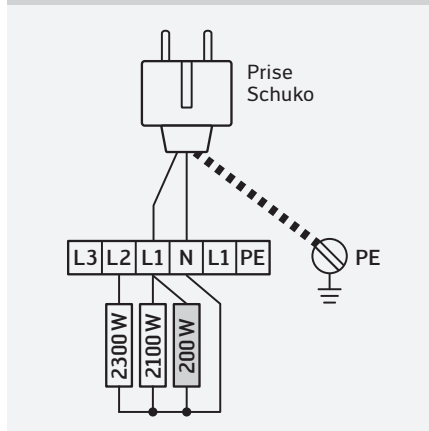 Prise
Schuko
L3 L2 L1 N L1 PE
PE
2300 W
2100 W
200 W